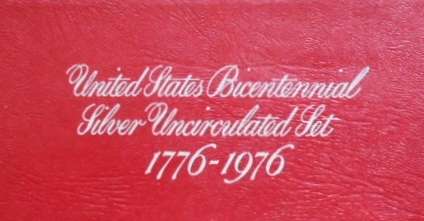 United States Bicentennial
Silver Uncirculated Set
1776-1976